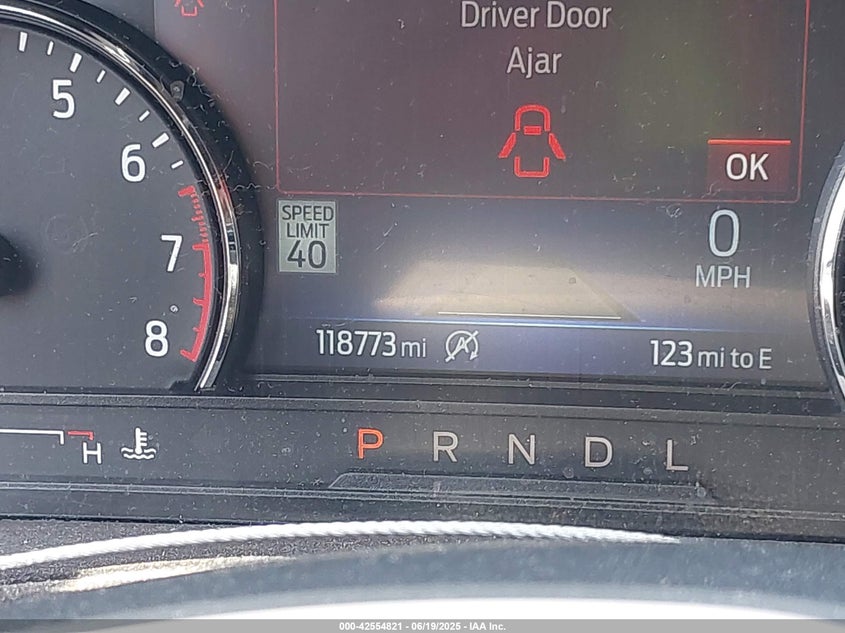 Driver Door
Ajar
OK
5
6
7
8
SPEED
LIMIT
40
0
MPH
118773 mi
A
123 mi to E
H
P R N D L
000-42554821 / 06/19/2025 - IAA Inc.